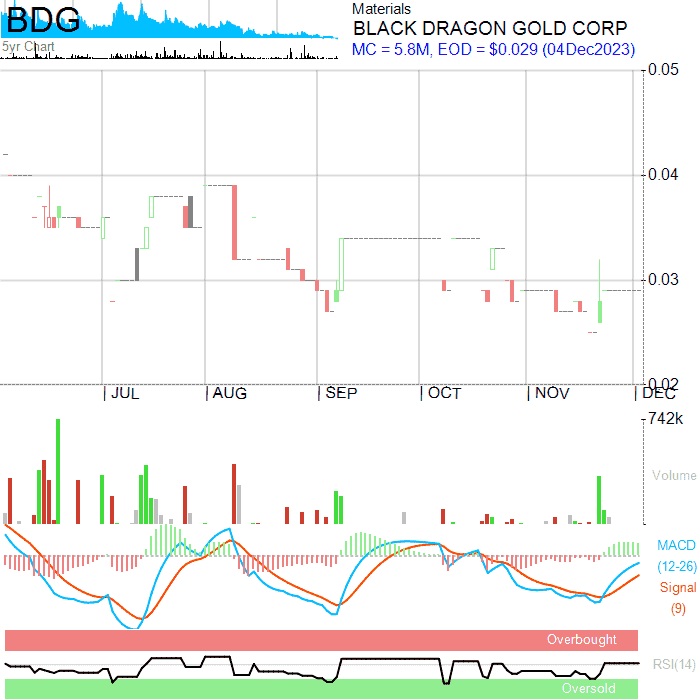 BDG
5yr Chart
Materials
BLACK DRAGON GOLD CORP
MC = 5.8M, EOD = $0.029 (04Dec2023)
0.05
0.04
0.03
0.02
JUL AUG SEP OCT NOV DEC
742k
Volume
MACD
(12-26)
Signal
(9)
Overbought
RSI(14)
Oversold